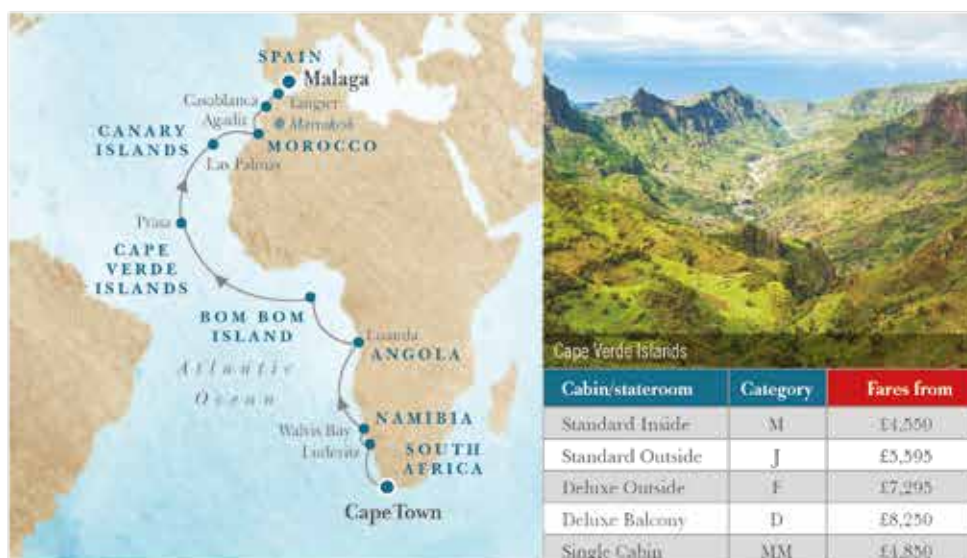 SPAIN
Malaga
Casablanca
Tangier
Agadir
Marrakesh
CANARY
ISLANDS
MOROCCO
Las Palmas
Praia
CAPE
VERDE
ISLANDS
BOM BOM
ISLAND
Luanda
ANGOLA
Atlantic
Ocean
NAMIBIA
Walvis Bay
Luderitz
SOUTH
AFRICA
Cape Town
Cape Verde Islands
Cabin/stateroom Category Fares from
Standard Inside M £4,550
Standard Outside J £5,595
Deluxe Outside F £7,295
Deluxe Balcony D £8,250
Single Cabin MM £4,850